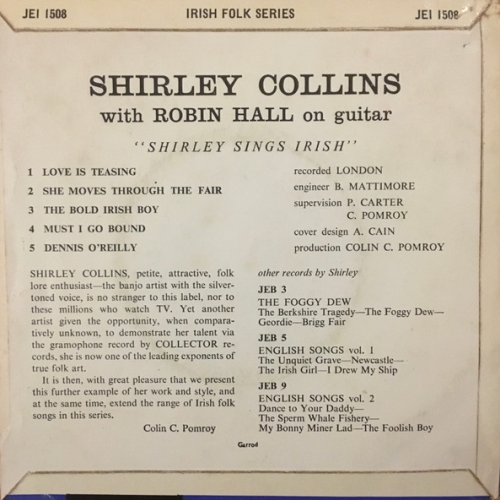 JEI 1508 IRISH FOLK SERIES JEI 1508
SHIRLEY COLLINS
with ROBIN HALL on guitar
"SHIRLEY SINGS IRISH"
1 LOVE IS TEASING
2 SHE MOVES THROUGH THE FAIR
3 THE BOLD IRISH BOY
4 MUST I GO BOUND
5 DENNIS O'REILLY
recorded LONDON
engineer B. MATTIMORE
supervision P. CARTER
C. POMROY
cover design A. CAIN
production COLIN C. POMROY
SHIRLEY COLLINS, petite, attractive, folk
lore enthusiast—the banjo artist with the silver-
toned voice, is no stranger to this label, nor to
these millions who watch TV. Yet another
artist given the opportunity, when compara-
tively unknown, to demonstrate her talent via
the gramophone record by COLLECTOR re-
cords, she is now one of the leading exponents of
true folk art.
It is then, with great pleasure that we present
this further example of her work and style, and
at the same time, extend the range of Irish folk
songs in this series.
Colin C. Pomroy
other records by Shirley
JEB 3
THE FOGGY DEW
The Berkshire Tragedy—The Foggy Dew—
Geordie—Brigg Fair
JEB 5
ENGLISH SONGS vol. 1
The Unquiet Grave—Newcastle—
The Irish Girl—I Drew My Ship
JEB 9
ENGLISH SONGS vol. 2
Dance to Your Daddy—
The Sperm Whale Fishery—
My Bonny Miner Lad—The Foolish Boy
Garrod